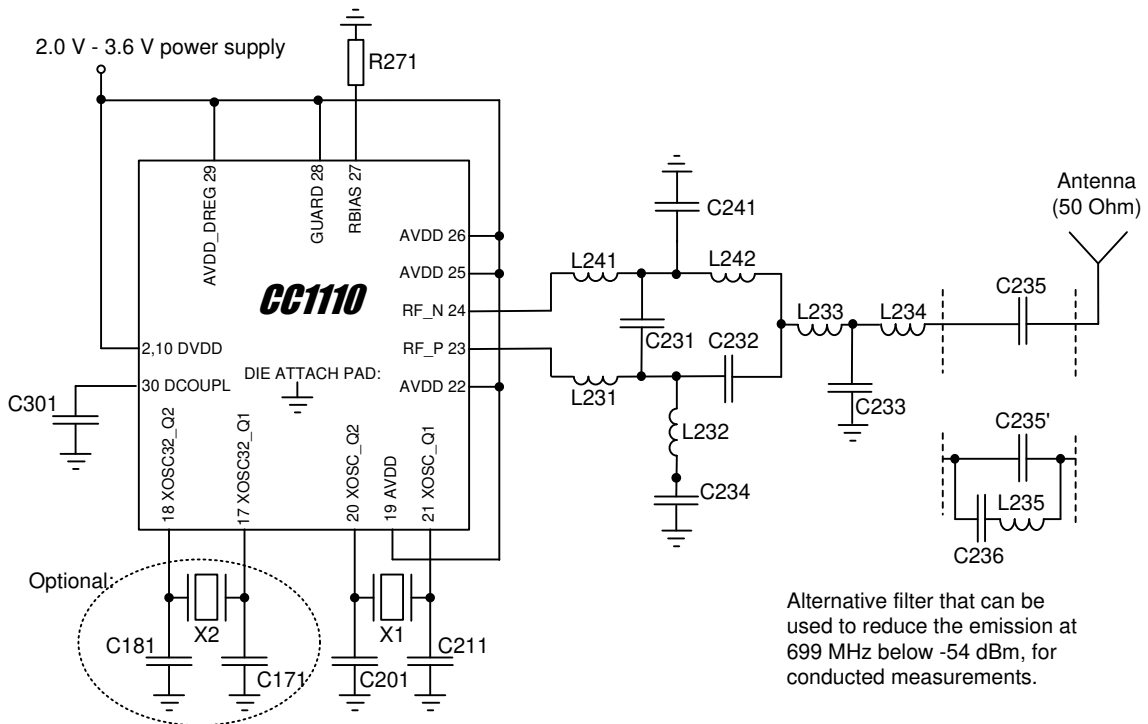 2.0 V - 3.6 V power supply
R271
AVDD_DREG 29
GUARD 28
RBIAS 27
Antenna
(50 Ohm)
C241
AVDD 26
AVDD 25
L241
L242
CC1110
RF_N 24
C235
L233
L234
C231
C232
RF_P 23
2,10 DVDD
DIE ATTACH PAD:
30 DCOUPL
AVDD 22
L231
C301
C233
C235'
L232
18 XOSC32_Q2
17 XOSC32_Q1
20 XOSC_Q2
19 AVDD
21 XOSC_Q1
C234
L235
C236
Optional:
X2
X1
C181
C171
C201
C211
Alternative filter that can be
used to reduce the emission at
699 MHz below -54 dBm, for
conducted measurements.